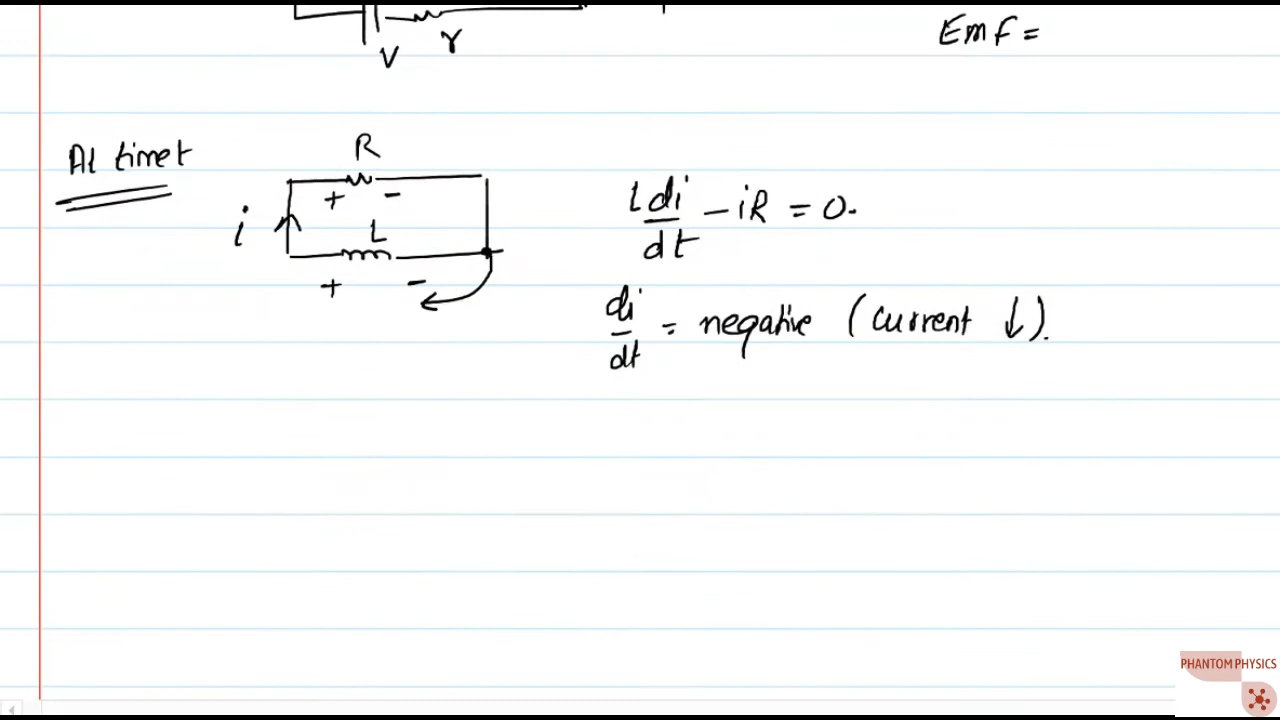 Emf =
V
r
At time t
R
+ -
i
L
+ -
L di/dt - iR = 0.
di/dt = negative (Current ↓).
PHANTOM PHYSICS